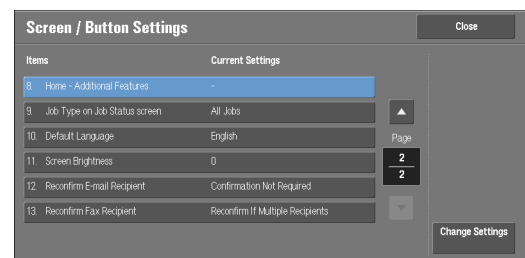 Screen / Button Settings
Close
Items Current Settings
8. Home - Additional Features -
9. Job Type on Job Status screen All Jobs
10. Default Language English
Page
11. Screen Brightness 0
2
2
12. Reconfirm E-mail Recipient Confirmation Not Required
13. Reconfirm Fax Recipient Reconfirm If Multiple Recipients
Change Settings